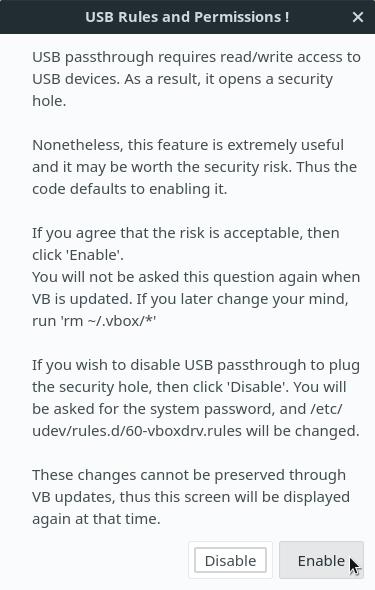 USB Rules and Permissions !
USB passthrough requires read/write access to
USB devices. As a result, it opens a security
hole.
Nonetheless, this feature is extremely useful
and it may be worth the security risk. Thus the
code defaults to enabling it.
If you agree that the risk is acceptable, then
click 'Enable'.
You will not be asked this question again when
VB is updated. If you later change your mind,
run 'rm ~/.vbox/*'
If you wish to disable USB passthrough to plug
the security hole, then click 'Disable'. You will
be asked for the system password, and /etc/
udev/rules.d/60-vboxdrv.rules will be changed.
These changes cannot be preserved through
VB updates, thus this screen will be displayed
again at that time.
Disable Enable